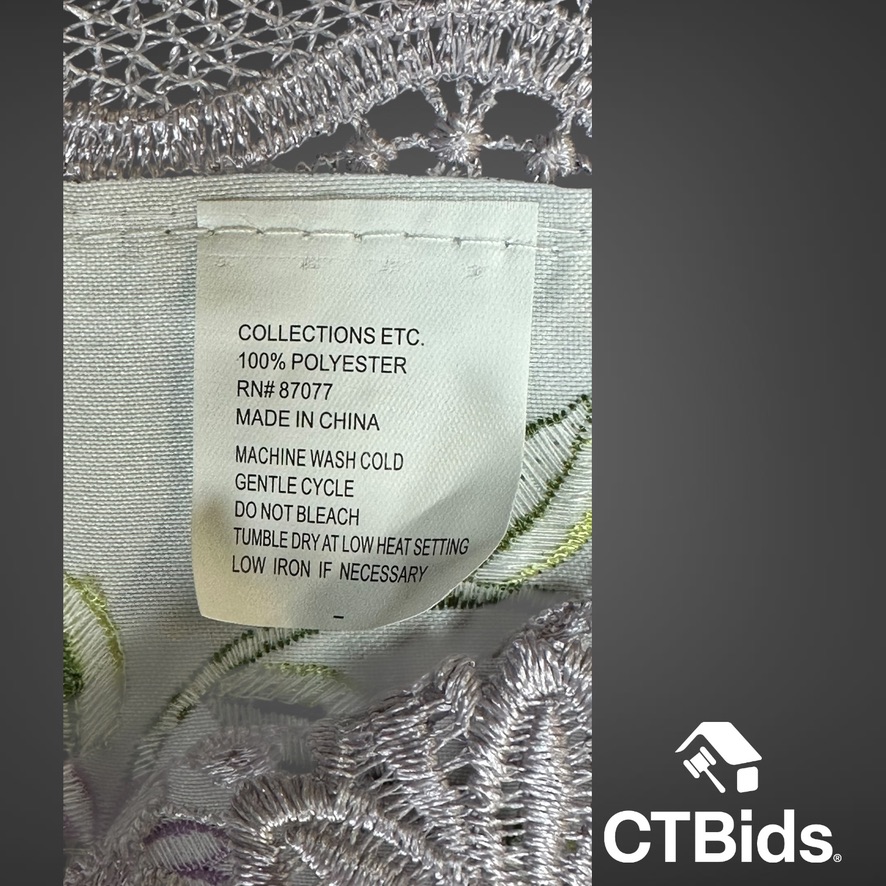 COLLECTIONS ETC.
100% POLYESTER
RN# 87077
MADE IN CHINA
MACHINE WASH COLD
GENTLE CYCLE
DO NOT BLEACH
TUMBLE DRY AT LOW HEAT SETTING
LOW IRON IF NECESSARY
CTBids®